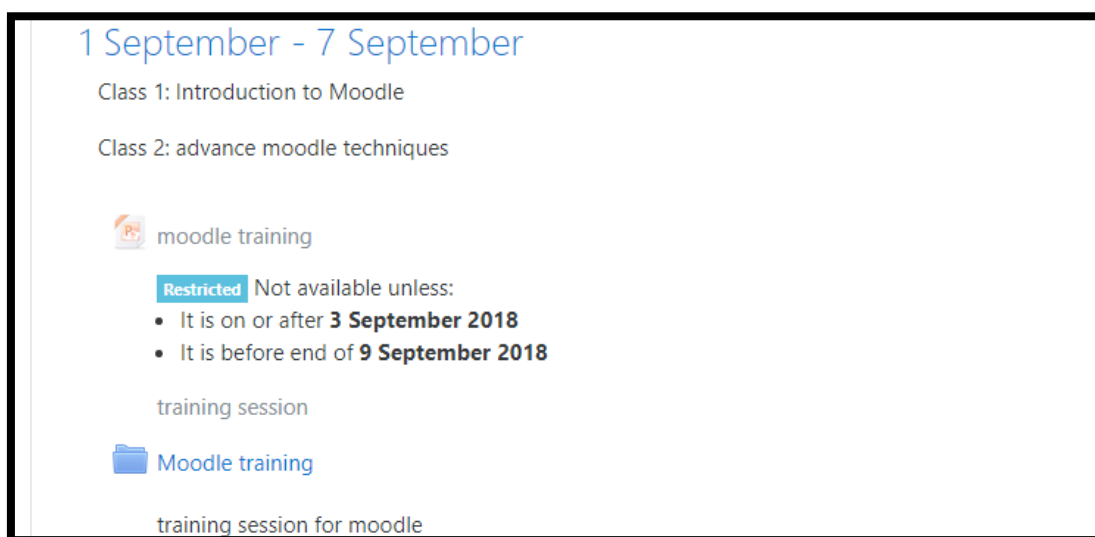 1 September - 7 September
Class 1: Introduction to Moodle
Class 2: advance moodle techniques
moodle training
Restricted Not available unless:
• It is on or after 3 September 2018
• It is before end of 9 September 2018
training session
Moodle training
training session for moodle